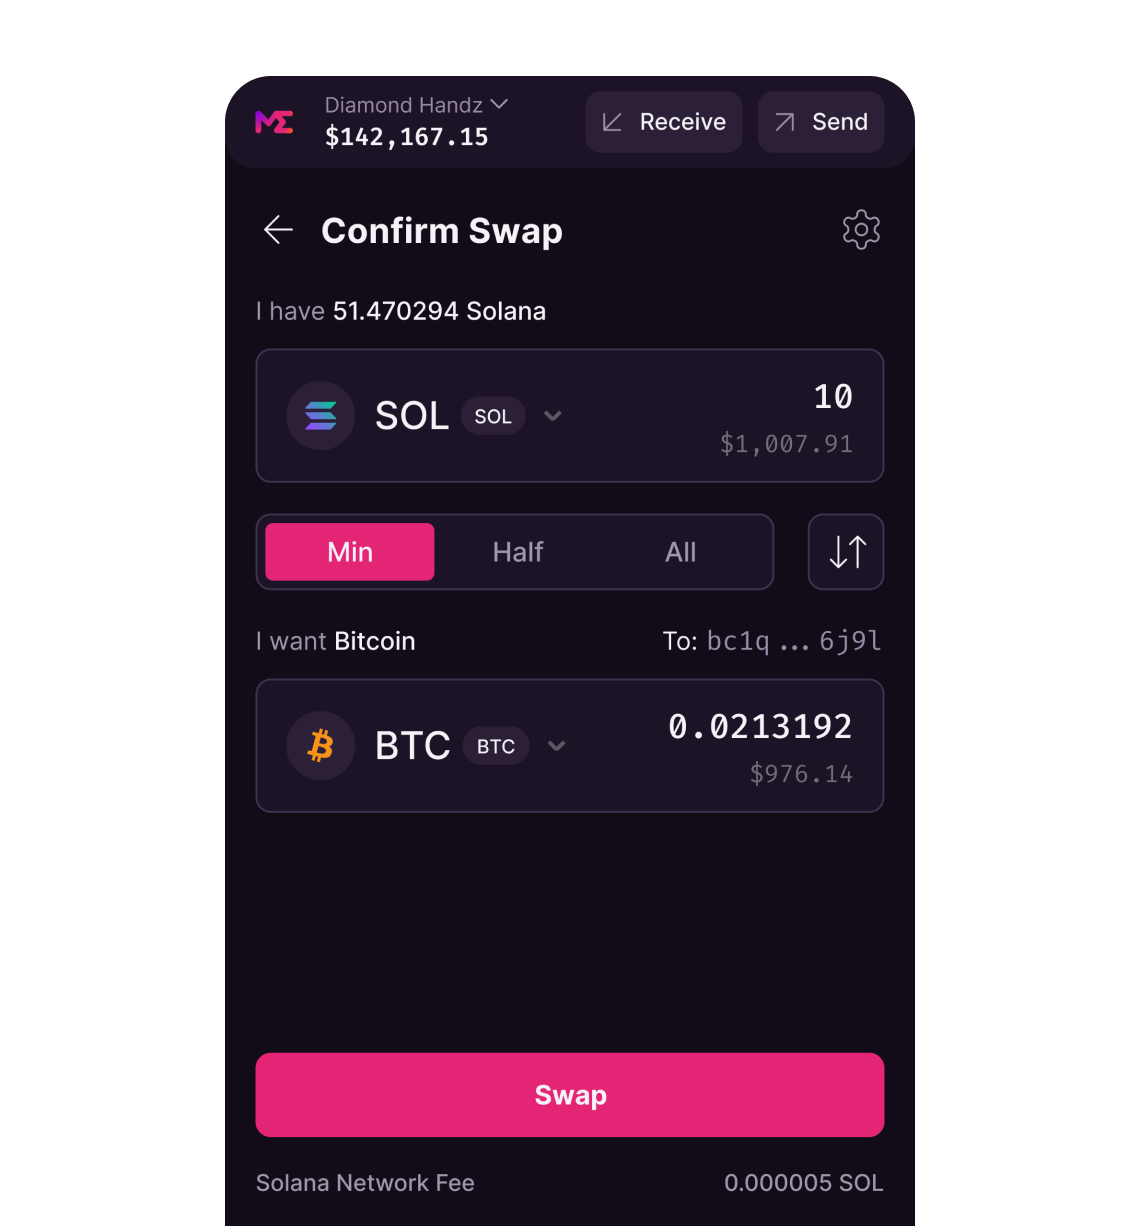 Diamond Handz
$142,167.15
Receive
Send
Confirm Swap
I have 51.470294 Solana
SOL SOL
10
$1,007.91
Min Half All
I want Bitcoin
To: bc1q ... 6j9l
BTC BTC
0.0213192
$976.14
Swap
Solana Network Fee
0.000005 SOL